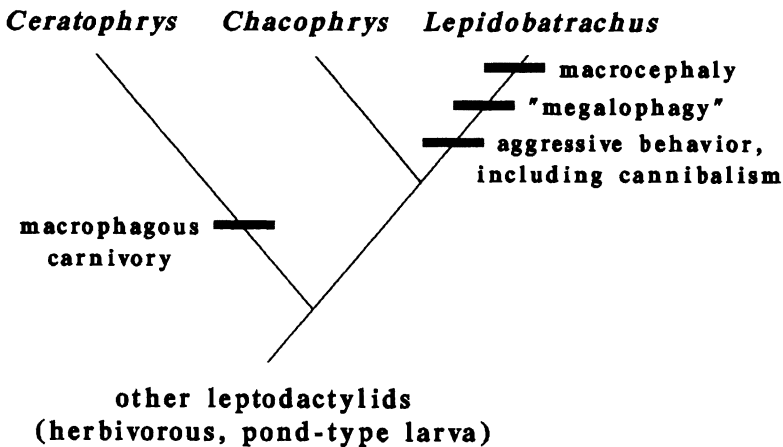 Ceratophrys Chacophrys Lepidobatrachus
macrocephaly
"megalophagy"
aggressive behavior,
including cannibalism
macrophagous
carnivory
other leptodactylids
(herbivorous, pond-type larva)